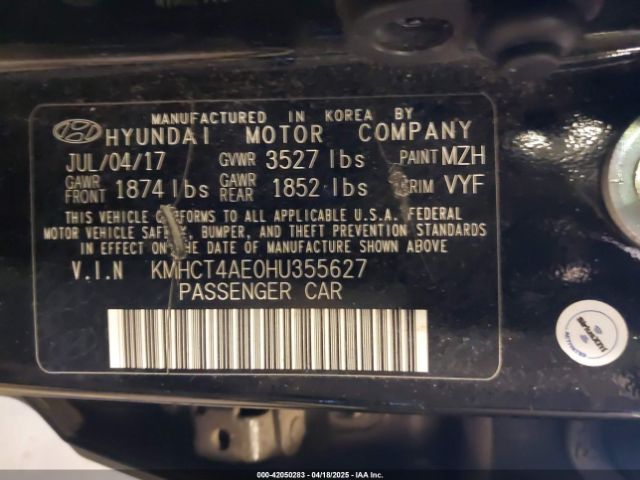 MANUFACTURED IN KOREA BY
HYUNDAI MOTOR COMPANY
JUL/04/17 GVWR 3527 lbs PAINT MZH
GAWR FRONT 1874 lbs GAWR REAR 1852 lbs TRIM VYF
THIS VEHICLE CONFORMS TO ALL APPLICABLE U.S.A. FEDERAL
MOTOR VEHICLE SAFETY, BUMPER, AND THEFT PREVENTION STANDARDS
IN EFFECT ON THE DATE OF MANUFACTURE SHOWN ABOVE
V.I.N KMHCT4AE0HU355627
PASSENGER CAR
siriusxm
ACTIVATED
000-42050283 - 04/18/2025 - IAA Inc.